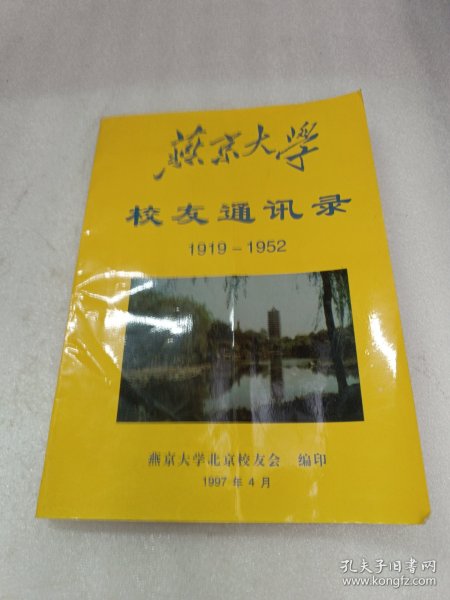 燕京大学
校友通讯录
1919-1952
燕京大学北京校友会 编印
1997 年 4 月
孔夫子旧书网
www.kongfz.com